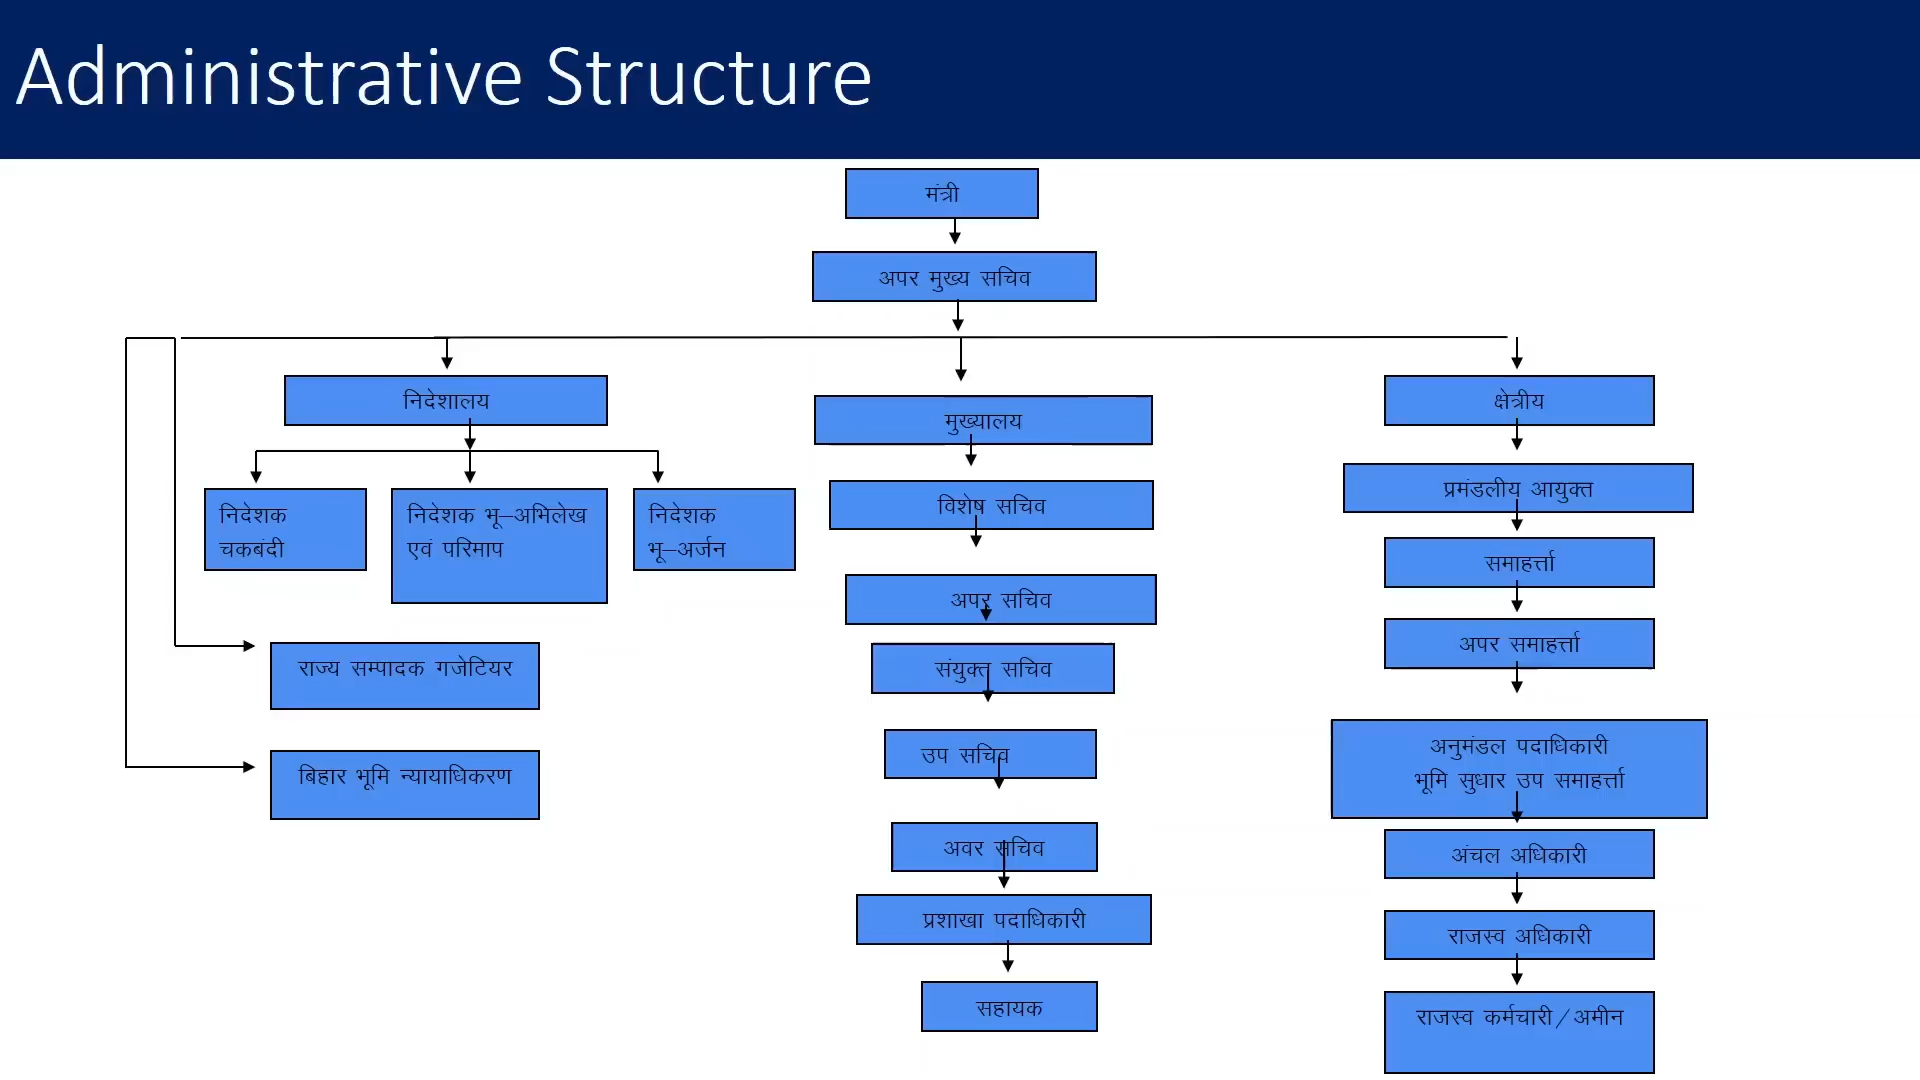 Administrative Structure
मंत्री
अपर मुख्य सचिव
निदेशालय
निदेशक
चकबंदी
निदेशक भू–अभिलेख
एवं परिमाप
निदेशक
भू–अर्जन
राज्य सम्पादक गजेटियर
बिहार भूमि न्यायाधिकरण
मुख्यालय
विशेष सचिव
अपर सचिव
संयुक्त सचिव
उप सचिव
अवर सचिव
प्रशाखा पदाधिकारी
सहायक
क्षेत्रीय
प्रमंडलीय आयुक्त
समाहर्त्ता
अपर समाहर्त्ता
अनुमंडल पदाधिकारी
भूमि सुधार उप समाहर्त्ता
अंचल अधिकारी
राजस्व अधिकारी
राजस्व कर्मचारी/अमीन